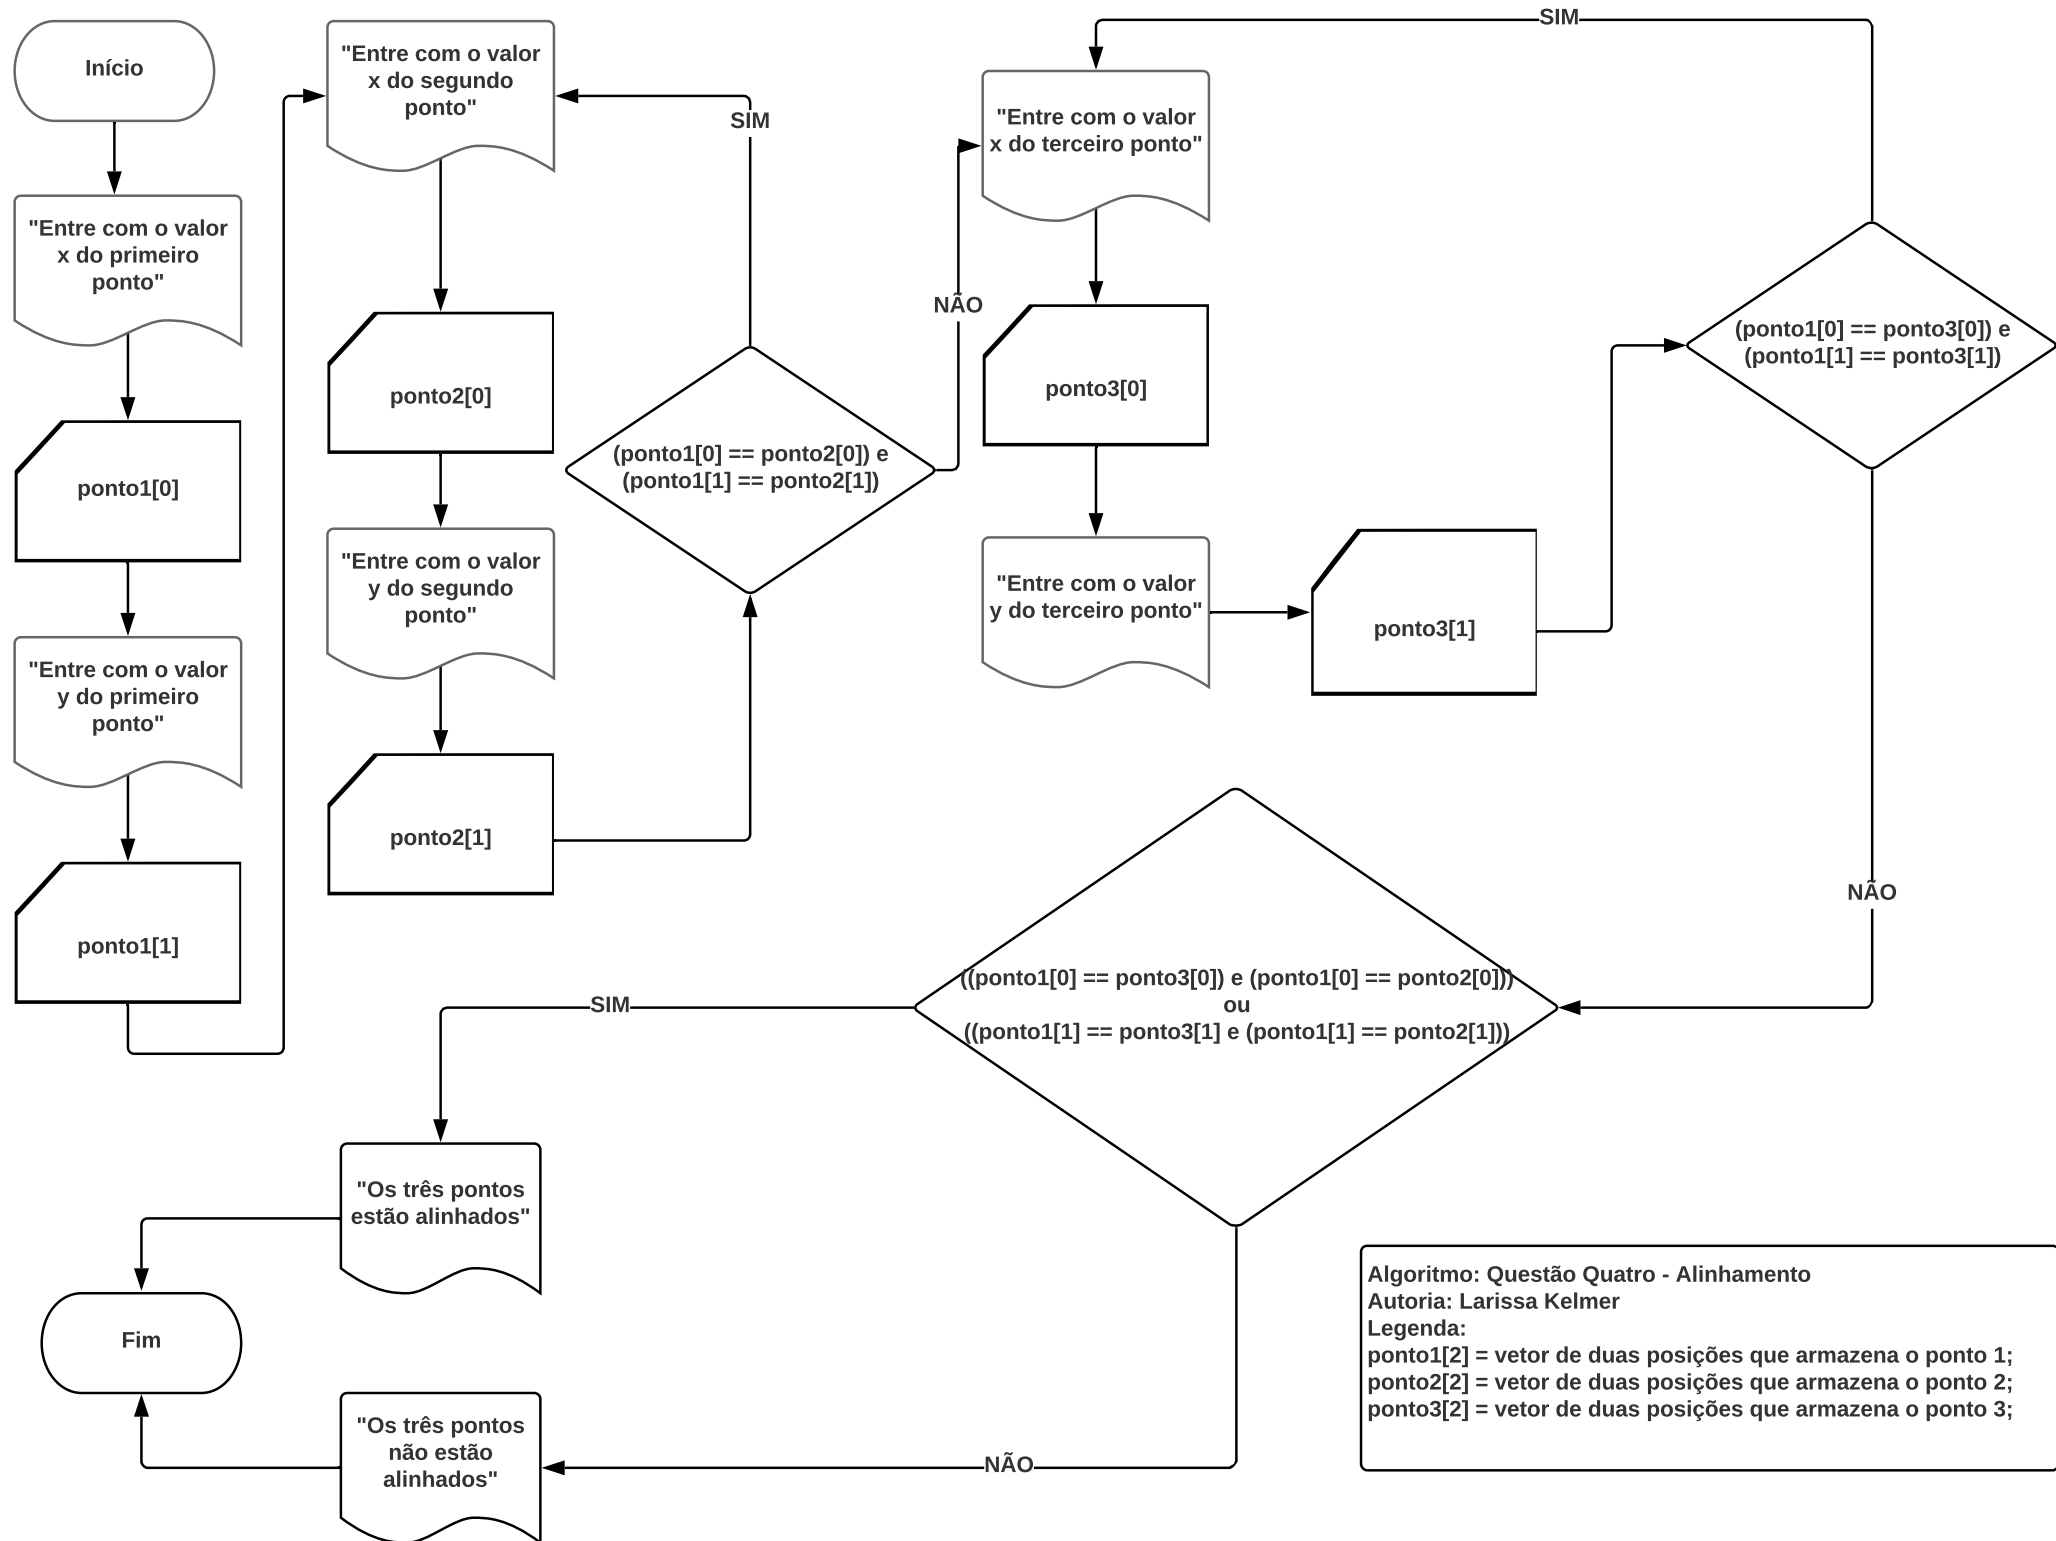 Início
"Entre com o valor
x do primeiro
ponto"
ponto1[0]
"Entre com o valor
y do primeiro
ponto"
ponto1[1]
"Entre com o valor
x do segundo
ponto"
ponto2[0]
"Entre com o valor
y do segundo
ponto"
ponto2[1]
SIM
(ponto1[0] == ponto2[0]) e
(ponto1[1] == ponto2[1])
NÃO
"Entre com o valor
x do terceiro ponto"
ponto3[0]
"Entre com o valor
y do terceiro ponto"
ponto3[1]
SIM
(ponto1[0] == ponto3[0]) e
(ponto1[1] == ponto3[1])
NÃO
((ponto1[0] == ponto3[0]) e (ponto1[0] == ponto2[0]))
ou
((ponto1[1] == ponto3[1] e (ponto1[1] == ponto2[1]))
SIM
"Os três pontos
estão alinhados"
Fim
NÃO
"Os três pontos
não estão
alinhados"
Algoritmo: Questão Quatro - Alinhamento
Autoria: Larissa Kelmer
Legenda:
ponto1[2] = vetor de duas posições que armazena o ponto 1;
ponto2[2] = vetor de duas posições que armazena o ponto 2;
ponto3[2] = vetor de duas posições que armazena o ponto 3;